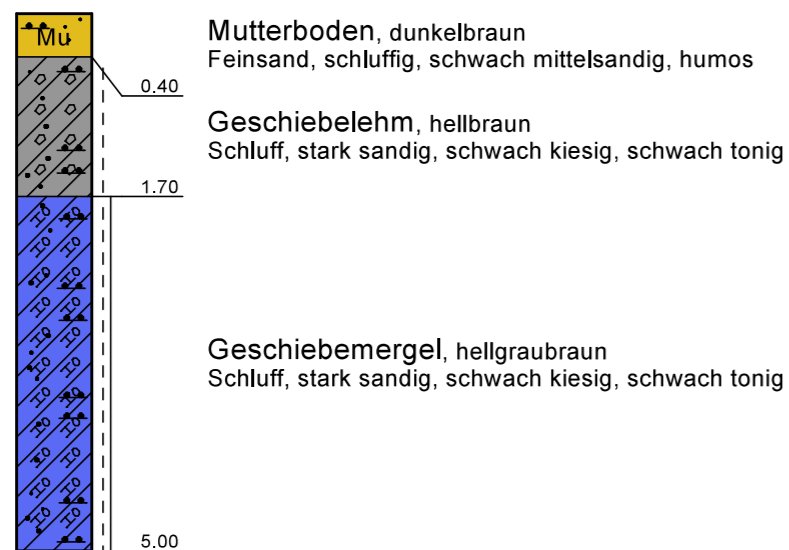 Mu
Mutterboden, dunkelbraun
Feinsand, schluffig, schwach mittelsandig, humos
0.40
Geschiebelehm, hellbraun
Schluff, stark sandig, schwach kiesig, schwach tonig
1.70
Geschiebemergel, hellgraubraun
Schluff, stark sandig, schwach kiesig, schwach tonig
5.00